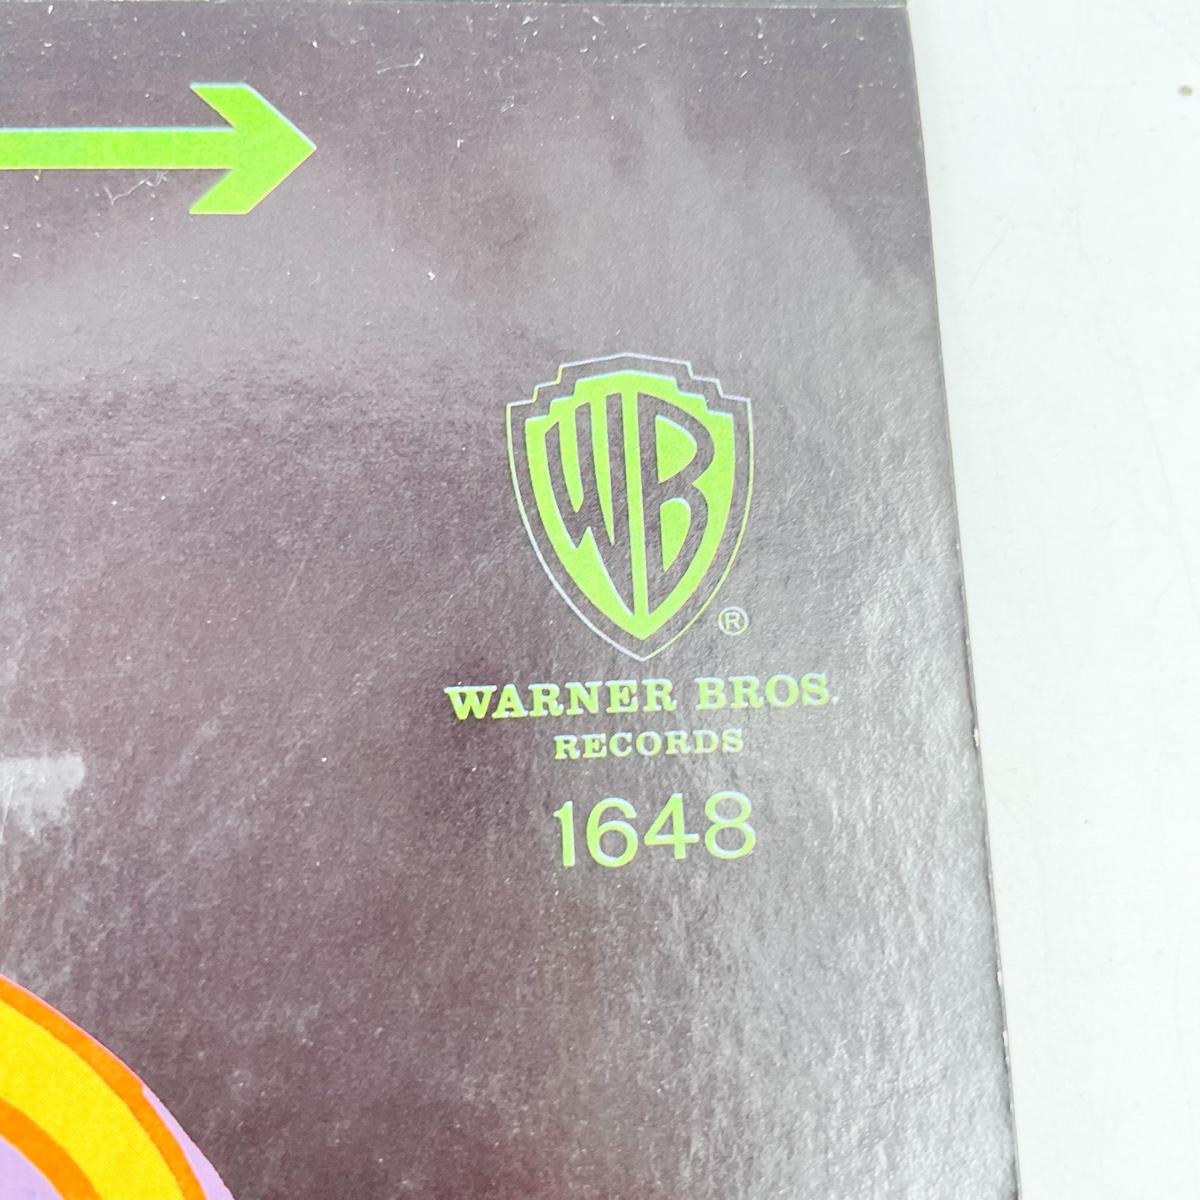 WB
®
WARNER BROS.
RECORDS
1648